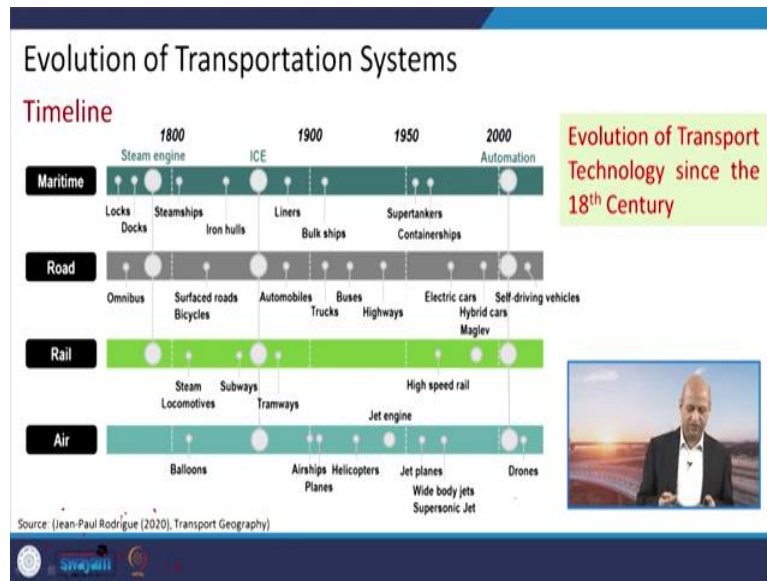 Evolution of Transportation Systems
Timeline
1800 1900 1950 2000
Steam engine ICE Automation
Maritime
Locks
Docks
Steamships
Iron hulls
Liners
Bulk ships
Supertankers
Containerships
Road
Omnibus
Surfaced roads
Bicycles
Automobiles
Trucks
Buses
Highways
Electric cars
Hybrid cars
Self-driving vehicles
Maglev
Rail
Steam
Locomotives
Subways
Tramways
High speed rail
Jet engine
Air
Balloons
Airships
Planes
Helicopters
Jet planes
Wide body jets
Supersonic Jet
Drones
Evolution of Transport
Technology since the
18th Century
Source: (Jean-Paul Rodrigue (2020), Transport Geography)
swayam